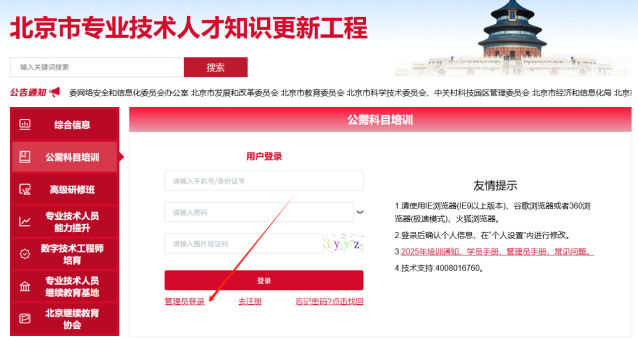 北京市专业技术人才知识更新工程
输入关键词搜索
搜索
公告通知
委网络安全和信息化委员会办公室 北京市发展和改革委员会 北京市教育委员会 北京市科学技术委员会、中关村科技园区管理委员会 北京市经济和信息化局 北京
综合信息
公需科目培训
高级研修班
专业技术人员
能力提升
数字技术工程师
培育
专业技术人员
继续教育基地
北京继续教育
协会
公需科目培训
用户登录
请输入手机号/身份证号
请输入密码
请输入图片验证码
3yyz
登录
管理员登录
去注册
忘记密码?点击找回
友情提示
1.请使用IE浏览器(IE9以上版本)、谷歌浏览器或者360浏
览器(极速模式)、火狐浏览器。
2.登录后确认个人信息、在"个人设置"内进行修改。
3.2025年培训通知、学员手册、管理员手册、常见问题。
4.技术支持:4008016760。